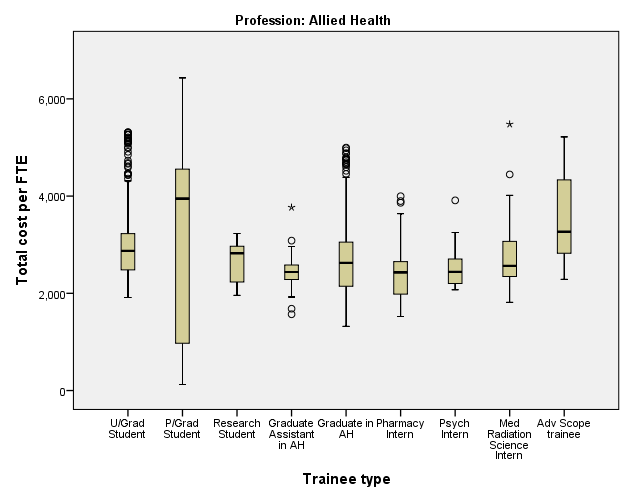 Profession: Allied Health
Total cost per FTE
6,000
4,000
2,000
0
U/Grad Student
P/Grad Student
Research Student
Graduate Assistant in AH
Graduate in AH
Pharmacy Intern
Psych Intern
Med Radiation Science Intern
Adv Scope trainee
Trainee type